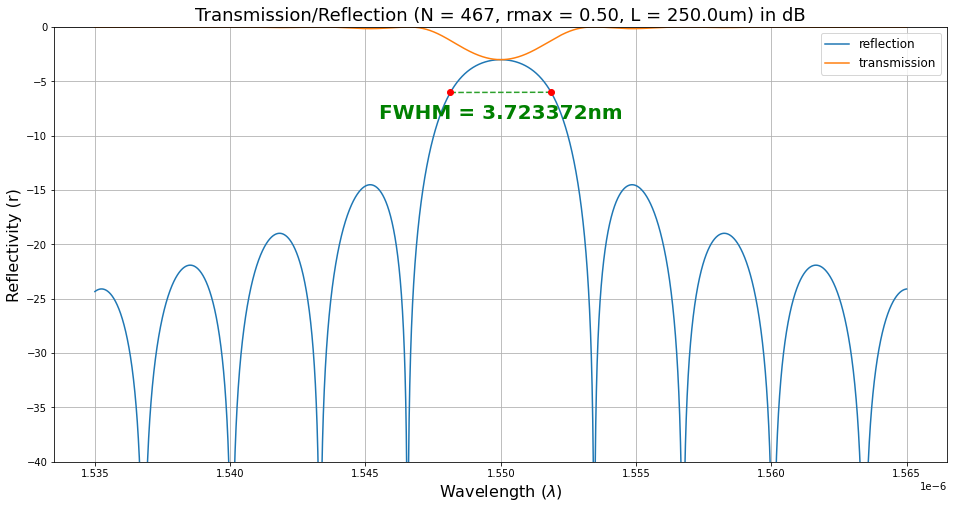 Transmission/Reflection (N = 467, rmax = 0.50, L = 250.0um) in dB
reflection
transmission
FWHM = 3.723372nm
Reflectivity (r)
0
−5
−10
−15
−20
−25
−30
−35
−40
1.535 1.540 1.545 1.550 1.555 1.560 1.565
1e−6
Wavelength (λ)